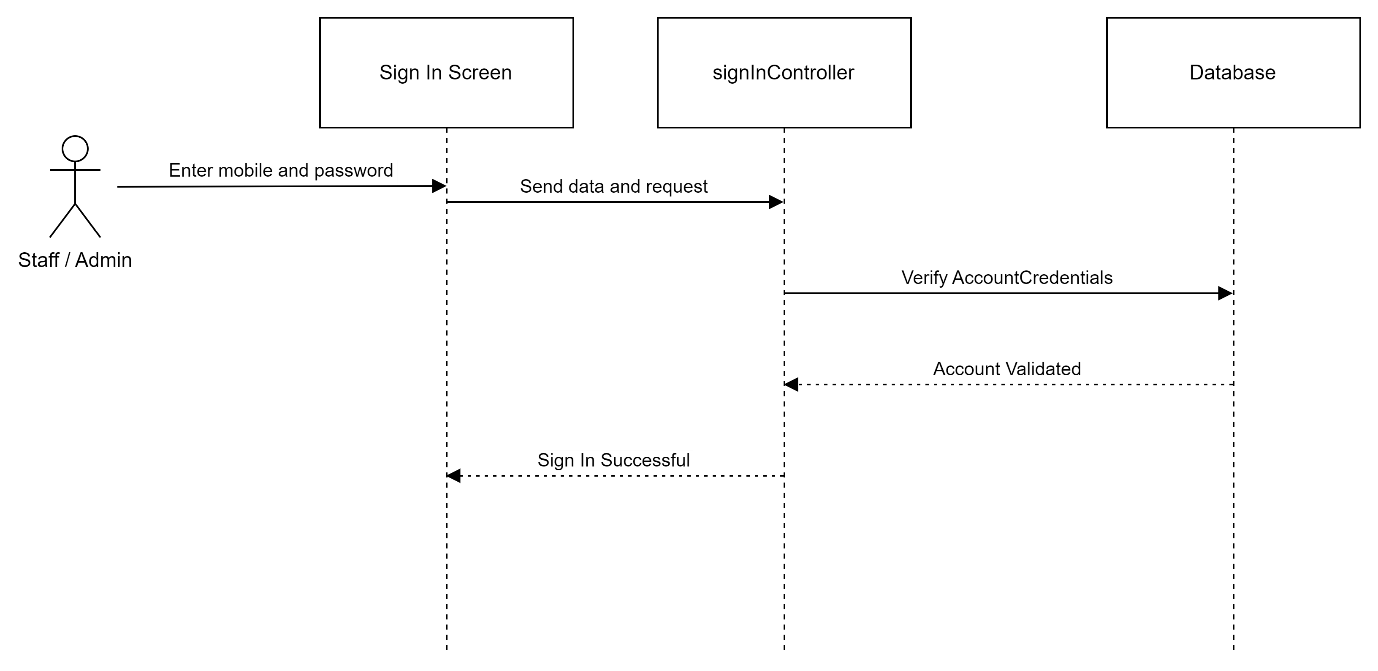 Sign In Screen
signInController
Database
Enter mobile and password
Send data and request
Staff / Admin
Verify AccountCredentials
Account Validated
Sign In Successful